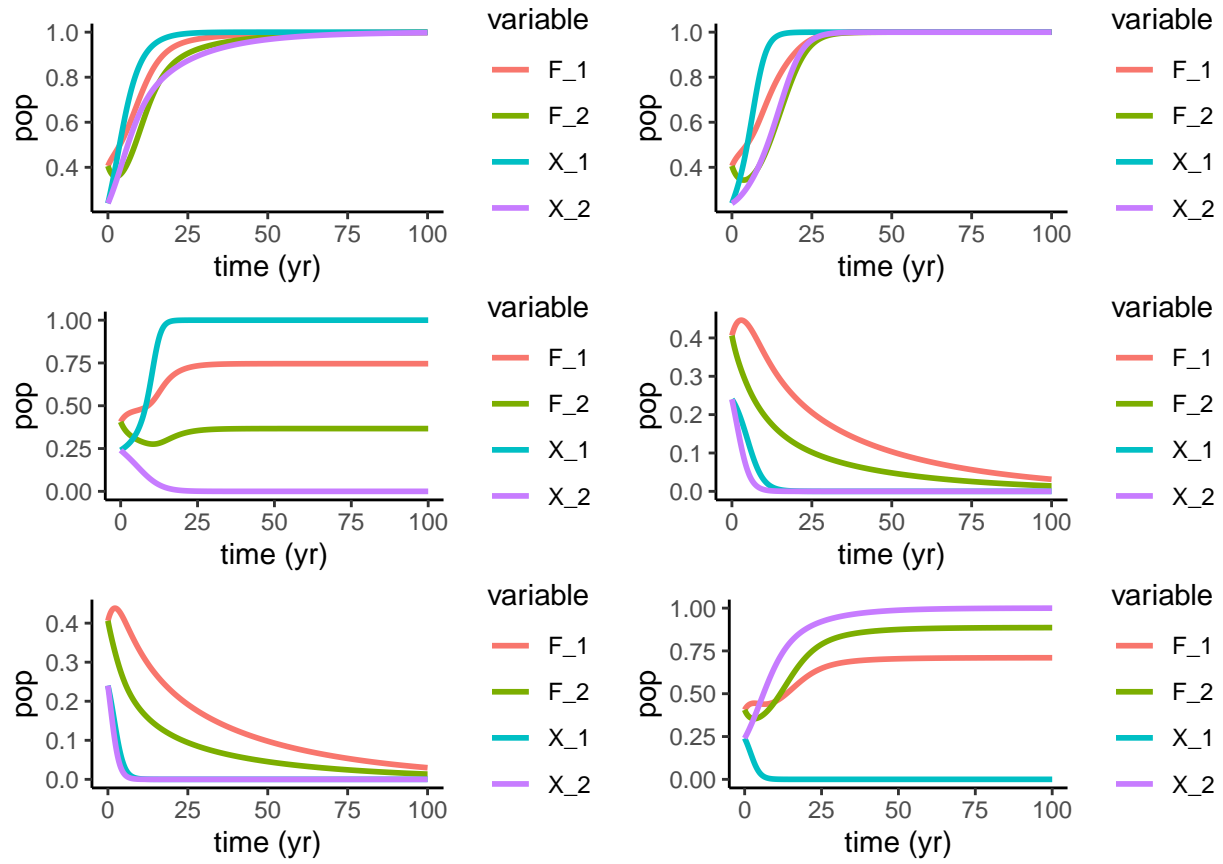 variable
1.0
0.8
0.6
0.4
pop
0 25 50 75 100
time (yr)
F_1
F_2
X_1
X_2
variable
1.0
0.8
0.6
0.4
pop
0 25 50 75 100
time (yr)
F_1
F_2
X_1
X_2
variable
1.00
0.75
0.50
0.25
0.00
pop
0 25 50 75 100
time (yr)
F_1
F_2
X_1
X_2
variable
0.4
0.3
0.2
0.1
0.0
pop
0 25 50 75 100
time (yr)
F_1
F_2
X_1
X_2
variable
0.4
0.3
0.2
0.1
0.0
pop
0 25 50 75 100
time (yr)
F_1
F_2
X_1
X_2
variable
1.00
0.75
0.50
0.25
0.00
pop
0 25 50 75 100
time (yr)
F_1
F_2
X_1
X_2